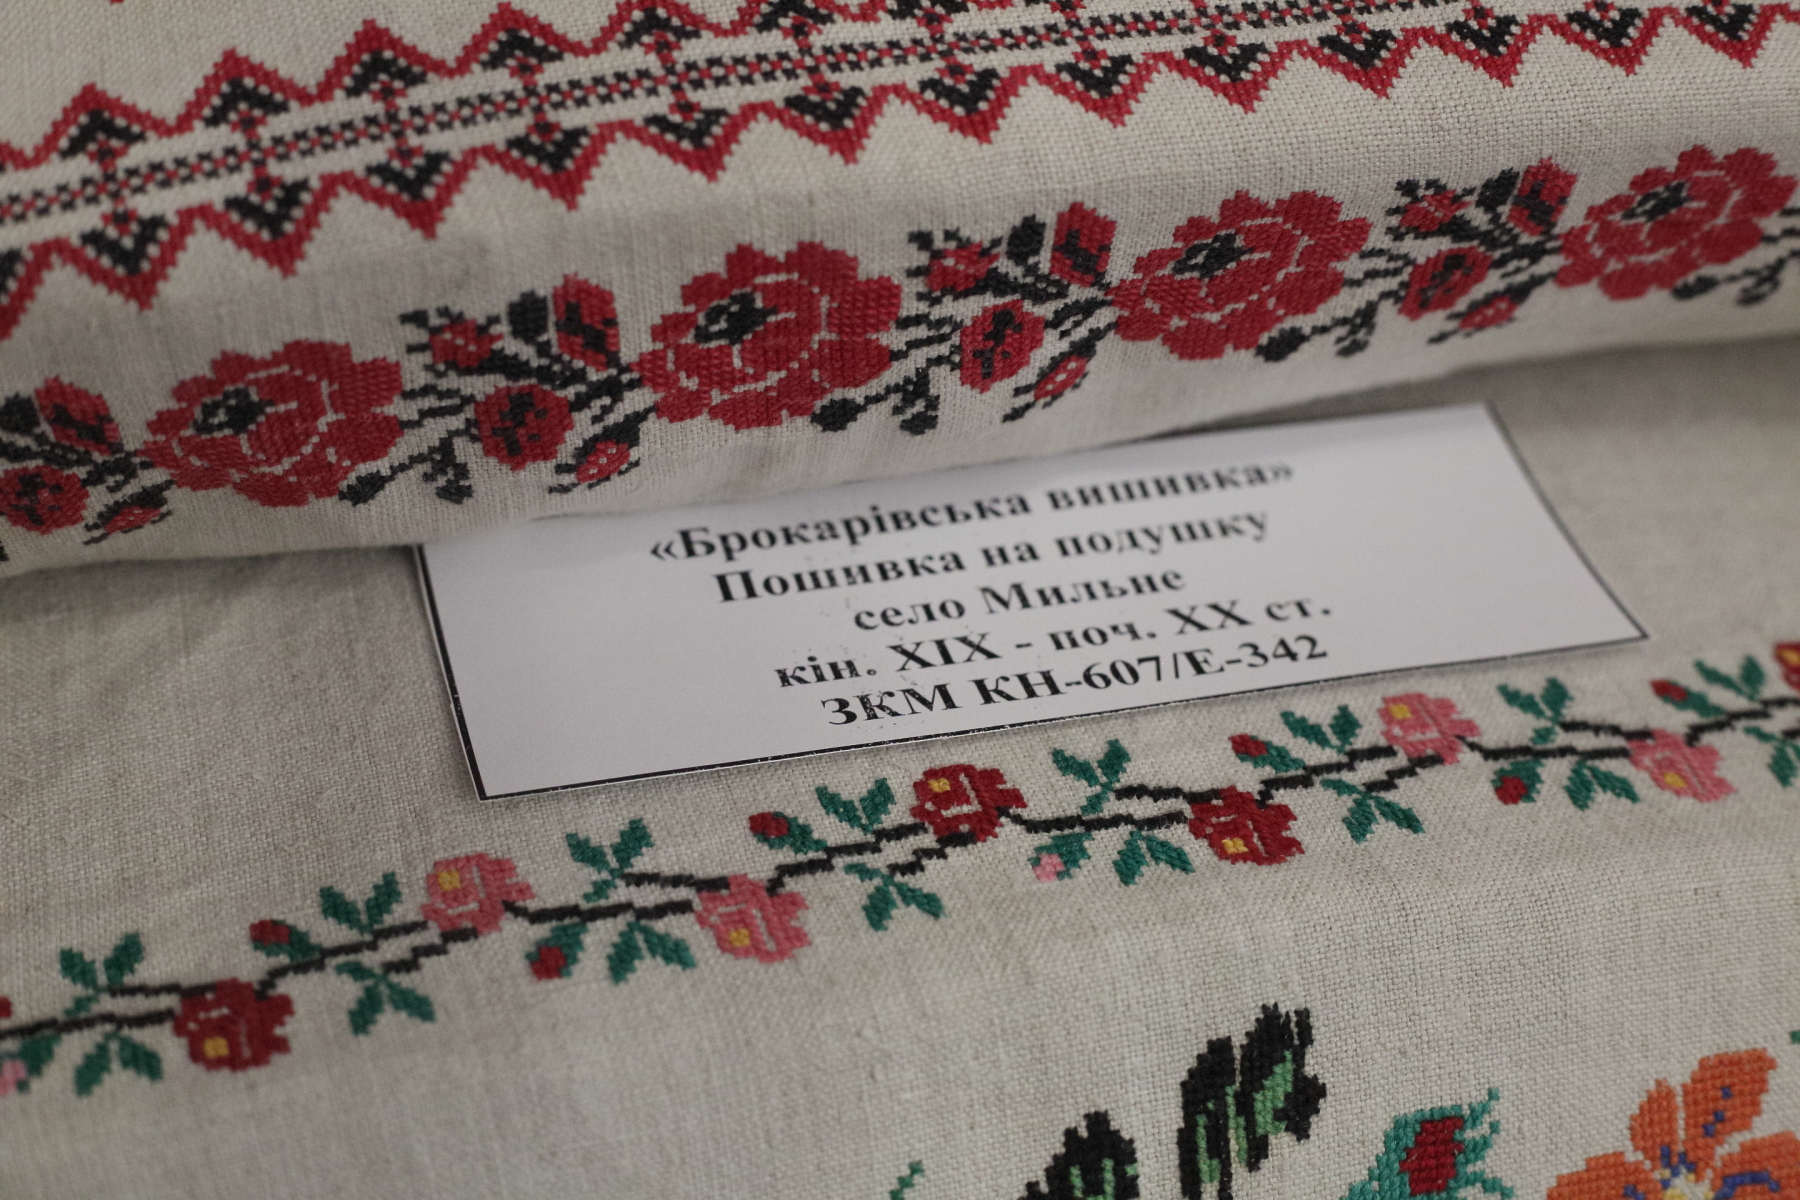 «Брокарівська вишивка»
Пошивка на подушку
село Мильне
кін. XIX - поч. XX ст.
ЗКМ КН-607/Е-342